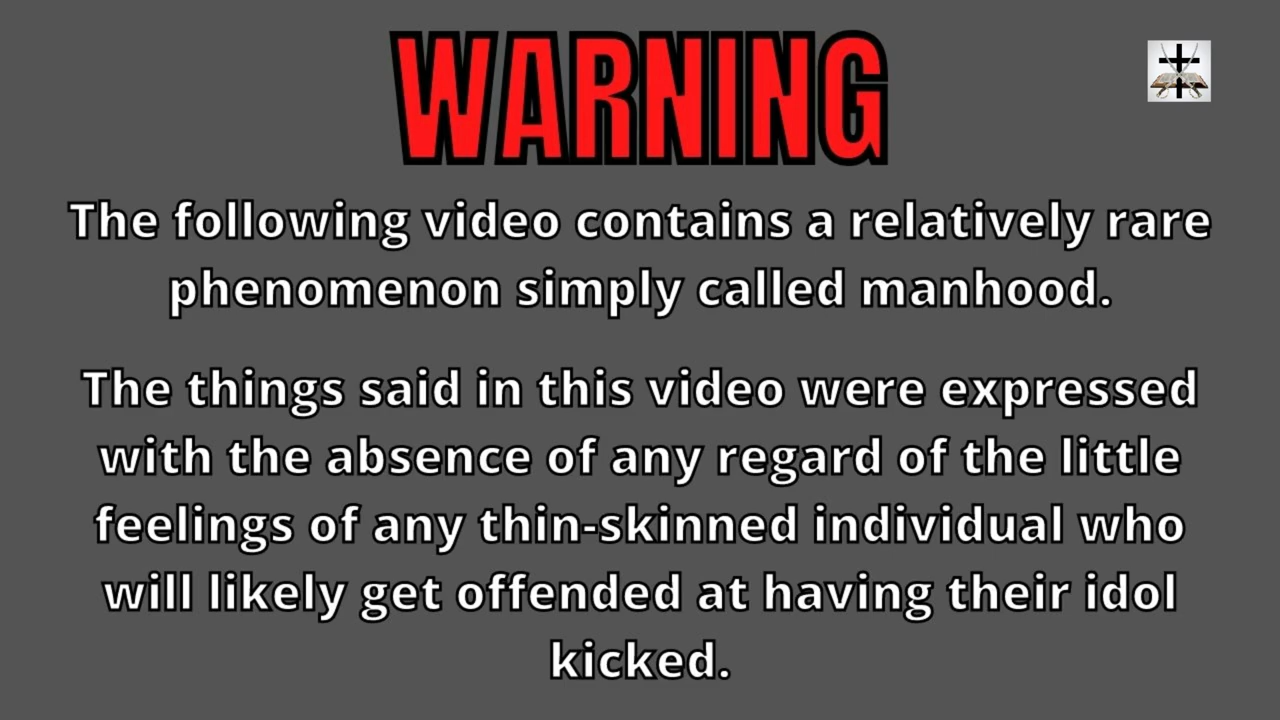 WARNING
The following video contains a relatively rare
phenomenon simply called manhood.
The things said in this video were expressed
with the absence of any regard of the little
feelings of any thin-skinned individual who
will likely get offended at having their idol
kicked.